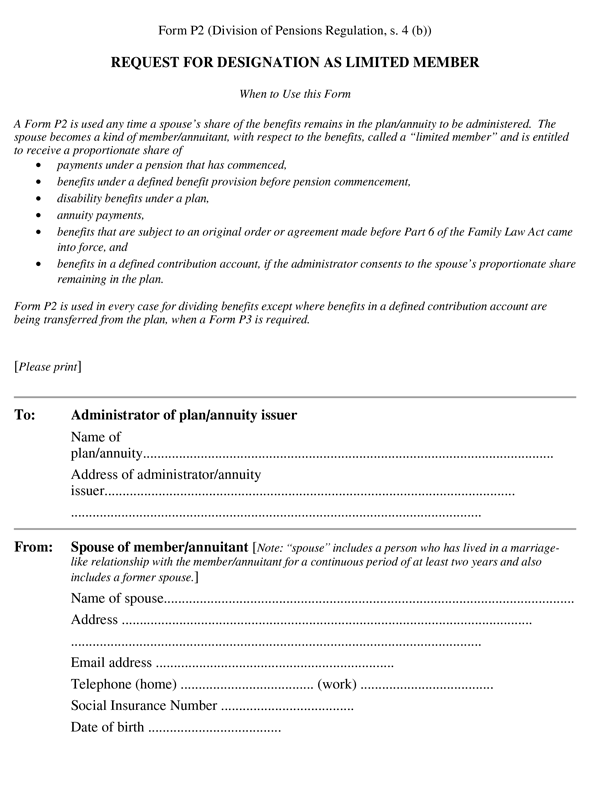 Form P2 (Division of Pensions Regulation, s. 4 (b))
REQUEST FOR DESIGNATION AS LIMITED MEMBER
When to Use this Form
A Form P2 is used any time a spouse’s share of the benefits remains in the plan/annuity to be administered. The
spouse becomes a kind of member/annuitant, with respect to the benefits, called a “limited member” and is entitled
to receive a proportionate share of
• payments under a pension that has commenced,
• benefits under a defined benefit provision before pension commencement,
• disability benefits under a plan,
• annuity payments,
• benefits that are subject to an original order or agreement made before Part 6 of the Family Law Act came
into force, and
• benefits in a defined contribution account, if the administrator consents to the spouse’s proportionate share
remaining in the plan.
Form P2 is used in every case for dividing benefits except where benefits in a defined contribution account are
being transferred from the plan, when a Form P3 is required.
[Please print]
To: Administrator of plan/annuity issuer
Name of
plan/annuity..............................................................................................................
Address of administrator/annuity
issuer..............................................................................................................
..............................................................................................................
From: Spouse of member/annuitant [Note: “spouse” includes a person who has lived in a marriage-
like relationship with the member/annuitant for a continuous period of at least two years and also
includes a former spouse.]
Name of spouse..............................................................................................................
Address ..............................................................................................................
..............................................................................................................
Email address ................................................................
Telephone (home) .................................... (work) ....................................
Social Insurance Number ....................................
Date of birth ....................................